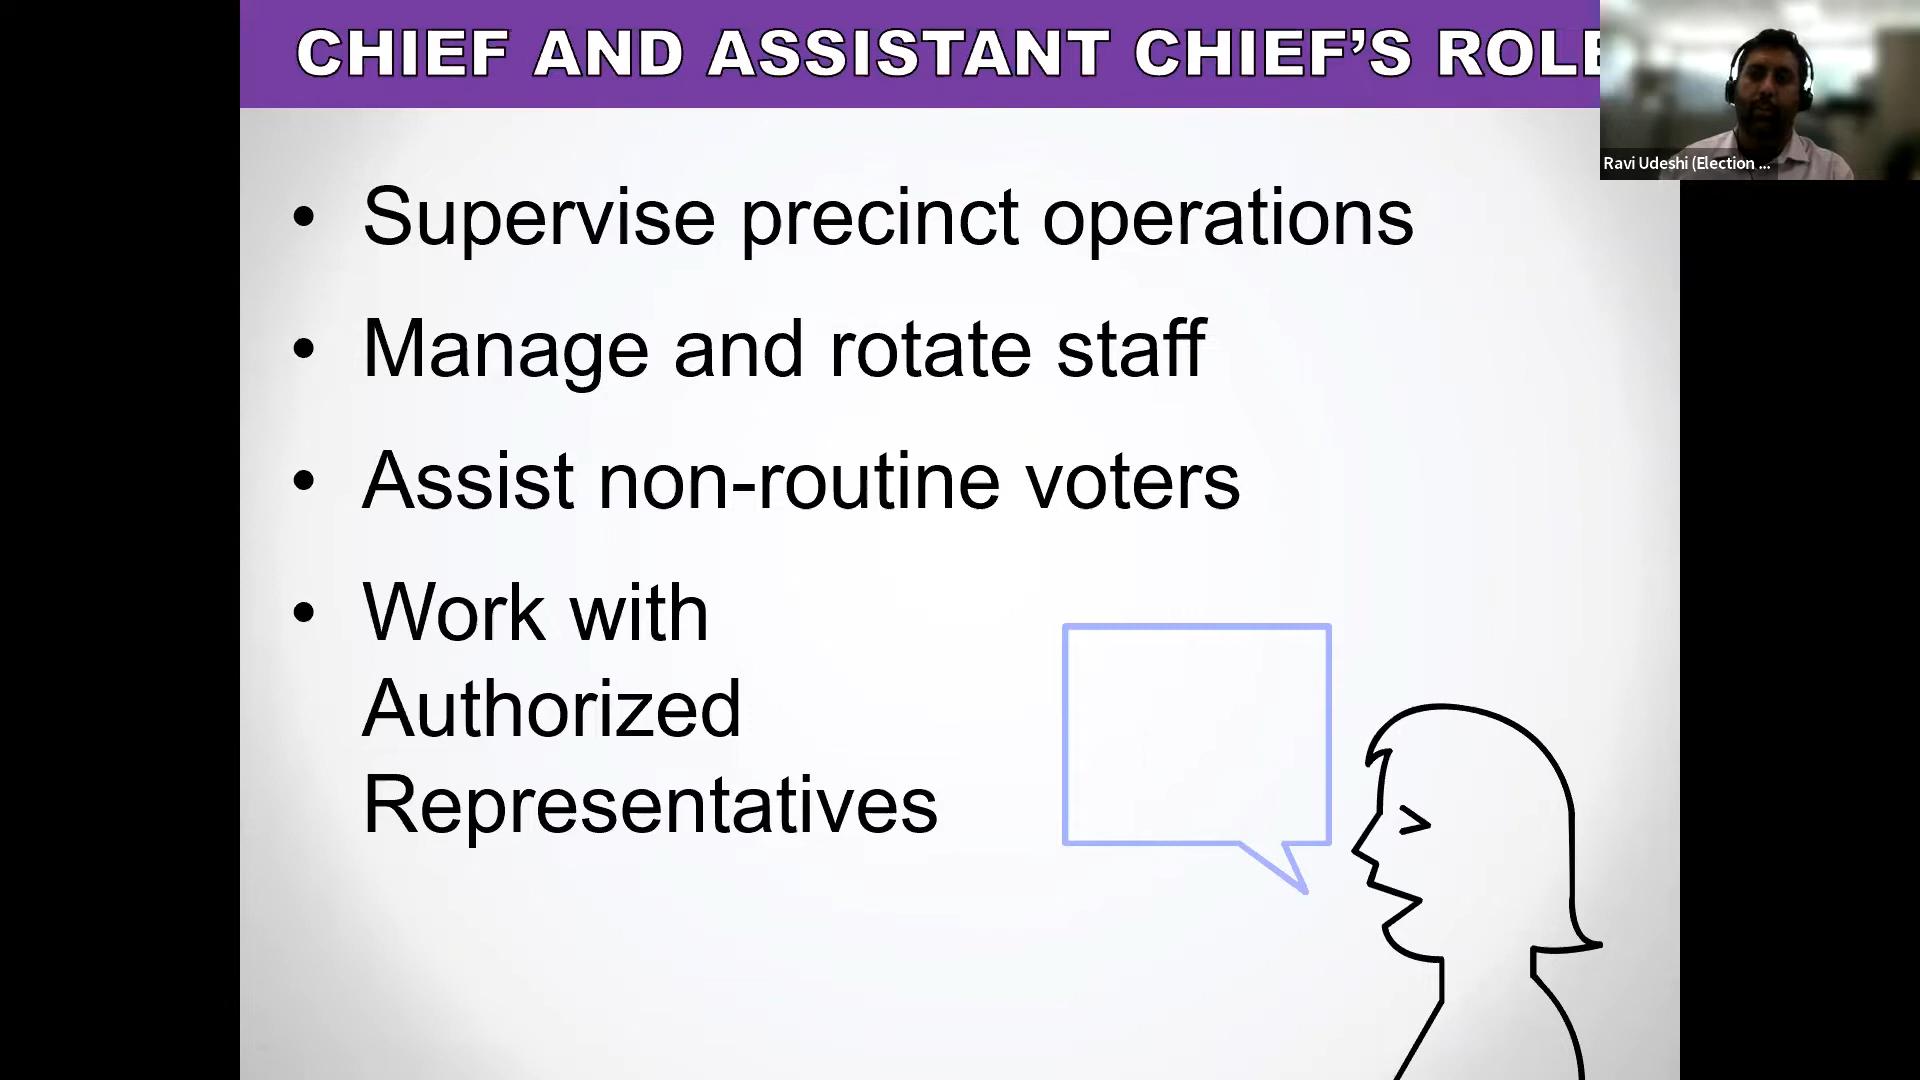 CHIEF AND ASSISTANT CHIEF’S ROLE
Ravi Udeshi (Election ...
• Supervise precinct operations
• Manage and rotate staff
• Assist non-routine voters
• Work with
Authorized
Representatives